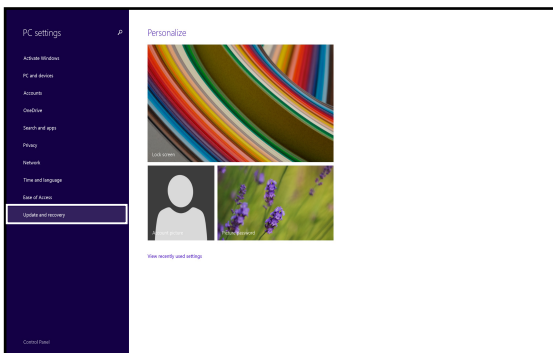 PC settings
Activate Windows
PC and devices
Accounts
OneDrive
Search and apps
Privacy
Network
Time and language
Ease of Access
Update and recovery
Control Panel
Personalize
Lock screen
Account picture
Picture password
View recently used settings